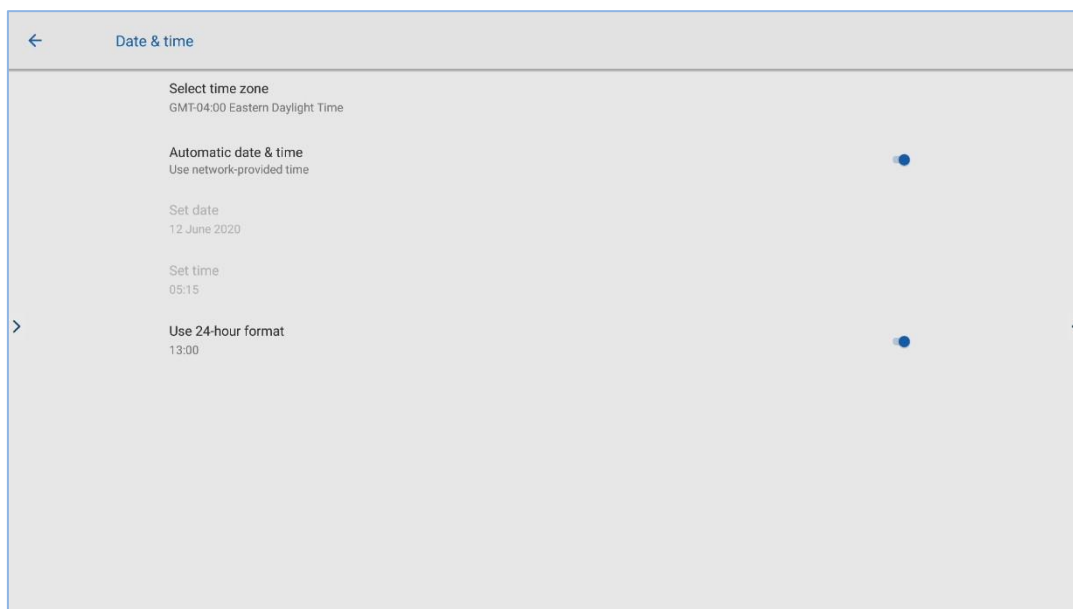 Date & time
Select time zone
GMT-04:00 Eastern Daylight Time
Automatic date & time
Use network-provided time
Set date
12 June 2020
Set time
05:15
Use 24-hour format
13:00